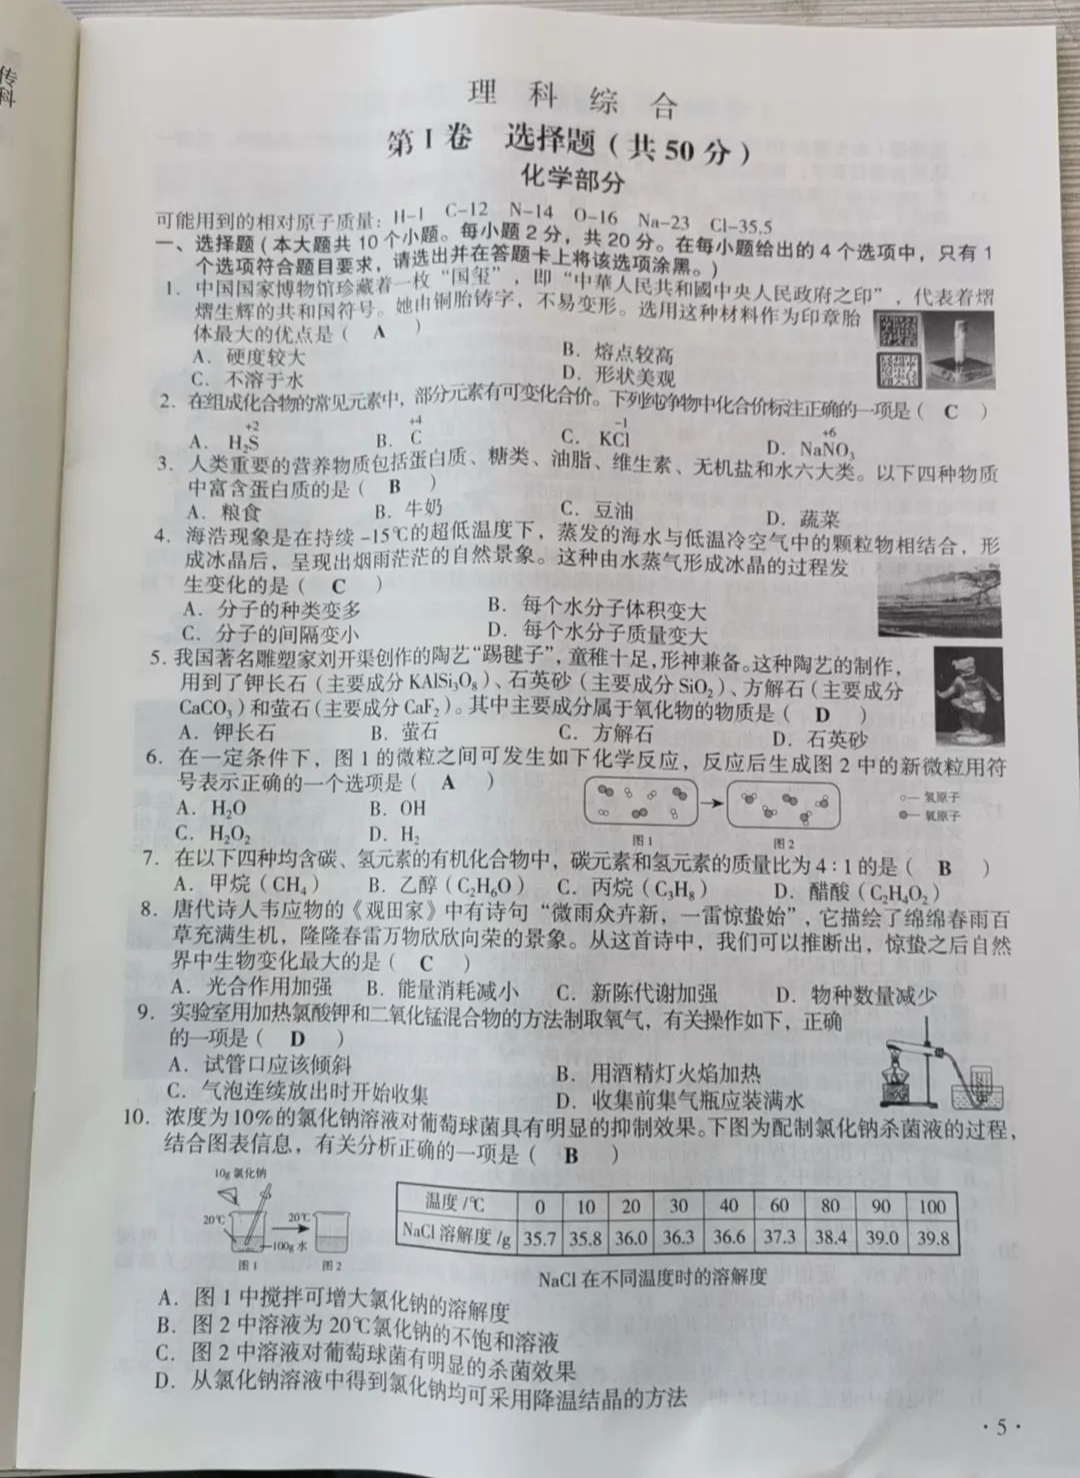 传
科
理 科 综 合
第Ⅰ卷 选择题(共50分)
化学部分
可能用到的相对原子质量:H-1 C-12 N-14 O-16 Na-23 Cl-35.5
一、选择题(本大题共10个小题。每小题2分,共20分。在每小题给出的4个选项中,只有1
个选项符合题目要求,请选出并在答题卡上将该选项涂黑。)
1. 中国国家博物馆珍藏着一枚“国玺”,即“中華人民共和國中央人民政府之印”,代表着熠
熠生辉的共和国符号。她由铜胎铸字,不易变形。选用这种材料作为印章胎
体最大的优点是( A )
A. 硬度较大 B. 熔点较高
C. 不溶于水 D. 形状美观
2. 在组成化合物的常见元素中,部分元素有可变化合价。下列纯净物中化合价标注正确的一项是( C )
+2 +4 -1 +6
A. H₂S B. C C. KCl D. NaNO₃
3. 人类重要的营养物质包括蛋白质、糖类、油脂、维生素、无机盐和水六大类。以下四种物质
中富含蛋白质的是( B )
A. 粮食 B. 牛奶 C. 豆油 D. 蔬菜
4. 海浩现象是在持续-15℃的超低温度下,蒸发的海水与低温冷空气中的颗粒物相结合,形
成冰晶后,呈现出烟雨茫茫的自然景象。这种由水蒸气形成冰晶的过程发
生变化的是( C )
A. 分子的种类变多 B. 每个水分子体积变大
C. 分子的间隔变小 D. 每个水分子质量变大
5. 我国著名雕塑家刘开渠创作的陶艺“踢毽子”,童稚十足,形神兼备。这种陶艺的制作,
用到了钾长石(主要成分KAlSi₃O₈)、石英砂(主要成分SiO₂)、方解石(主要成分
CaCO₃)和萤石(主要成分CaF₂)。其中主要成分属于氧化物的物质是( D )
A. 钾长石 B. 萤石 C. 方解石 D. 石英砂
6. 在一定条件下,图1的微粒之间可发生如下化学反应,反应后生成图2中的新微粒用符
号表示正确的一个选项是( A )
A. H₂O B. OH
C. H₂O₂ D. H₂
○— 氢原子
— 氧原子
图1 图2
7. 在以下四种均含碳、氢元素的有机化合物中,碳元素和氢元素的质量比为4:1的是( B )
A. 甲烷(CH₄) B. 乙醇(C₂H₆O) C. 丙烷(C₃H₈) D. 醋酸(C₂H₄O₂)
8. 唐代诗人韦应物的《观田家》中有诗句“微雨众卉新,一雷惊蛰始”,它描绘了绵绵春雨百
草充满生机,隆隆春雷万物欣欣向荣的景象。从这首诗中,我们可以推断出,惊蛰之后自然
界中生物变化最大的是( C )
A. 光合作用加强 B. 能量消耗减小 C. 新陈代谢加强 D. 物种数量减少
9. 实验室用加热氯酸钾和二氧化锰混合物的方法制取氧气,有关操作如下,正确
的一项是( D )
A. 试管口应该倾斜 B. 用酒精灯火焰加热
C. 气泡连续放出时开始收集 D. 收集前集气瓶应装满水
10. 浓度为10%的氯化钠溶液对葡萄球菌具有明显的抑制效果。下图为配制氯化钠杀菌液的过程,
结合图表信息,有关分析正确的一项是( B )
10g氯化钠
20℃ 20℃
100g水
图1 图2
温度/℃ 0 10 20 30 40 60 80 90 100
NaCl溶解度/g 35.7 35.8 36.0 36.3 36.6 37.3 38.4 39.0 39.8
NaCl在不同温度时的溶解度
A. 图1中搅拌可增大氯化钠的溶解度
B. 图2中溶液为20℃氯化钠的不饱和溶液
C. 图2中溶液对葡萄球菌有明显的杀菌效果
D. 从氯化钠溶液中得到氯化钠均可采用降温结晶的方法
·5·